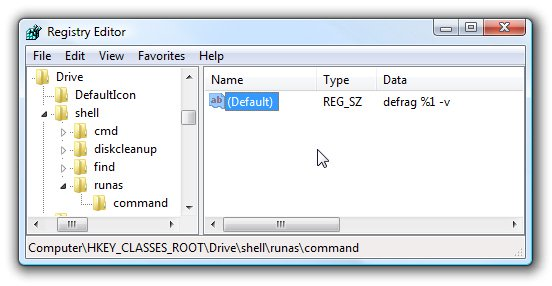 Registry Editor
File Edit View Favorites Help
Drive
DefaultIcon
shell
cmd
diskcleanup
find
runas
command
Name Type Data
ab (Default) REG_SZ defrag %1 -v
Computer\HKEY_CLASSES_ROOT\Drive\shell\runas\command